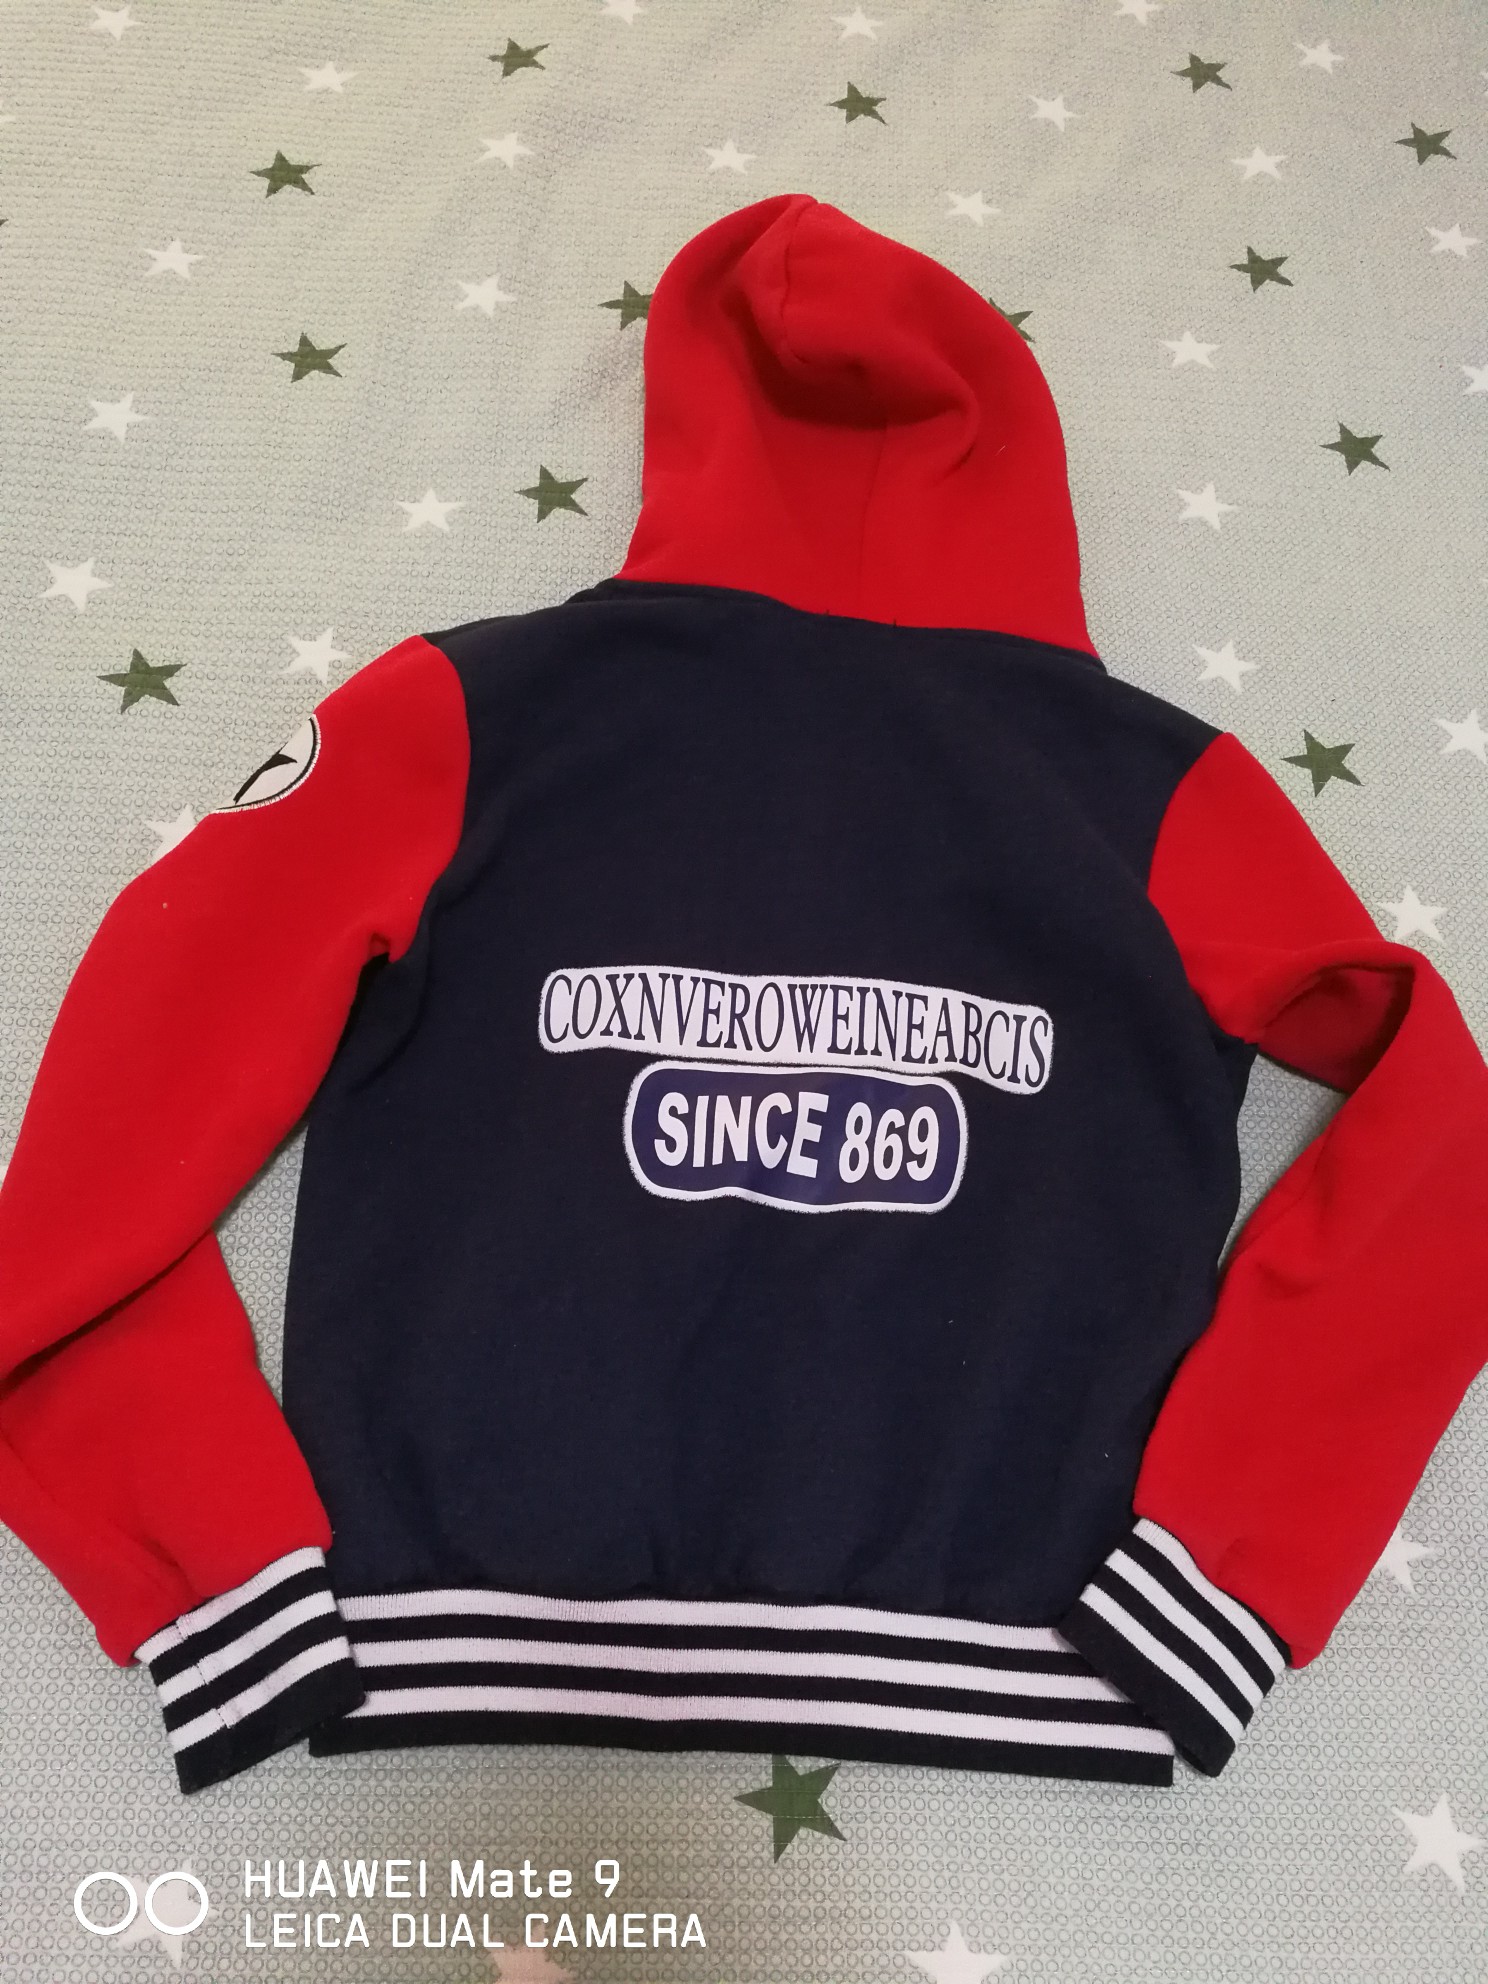 COXNVEROWEINEABCIS
SINCE 869
HUAWEI Mate 9
LEICA DUAL CAMERA